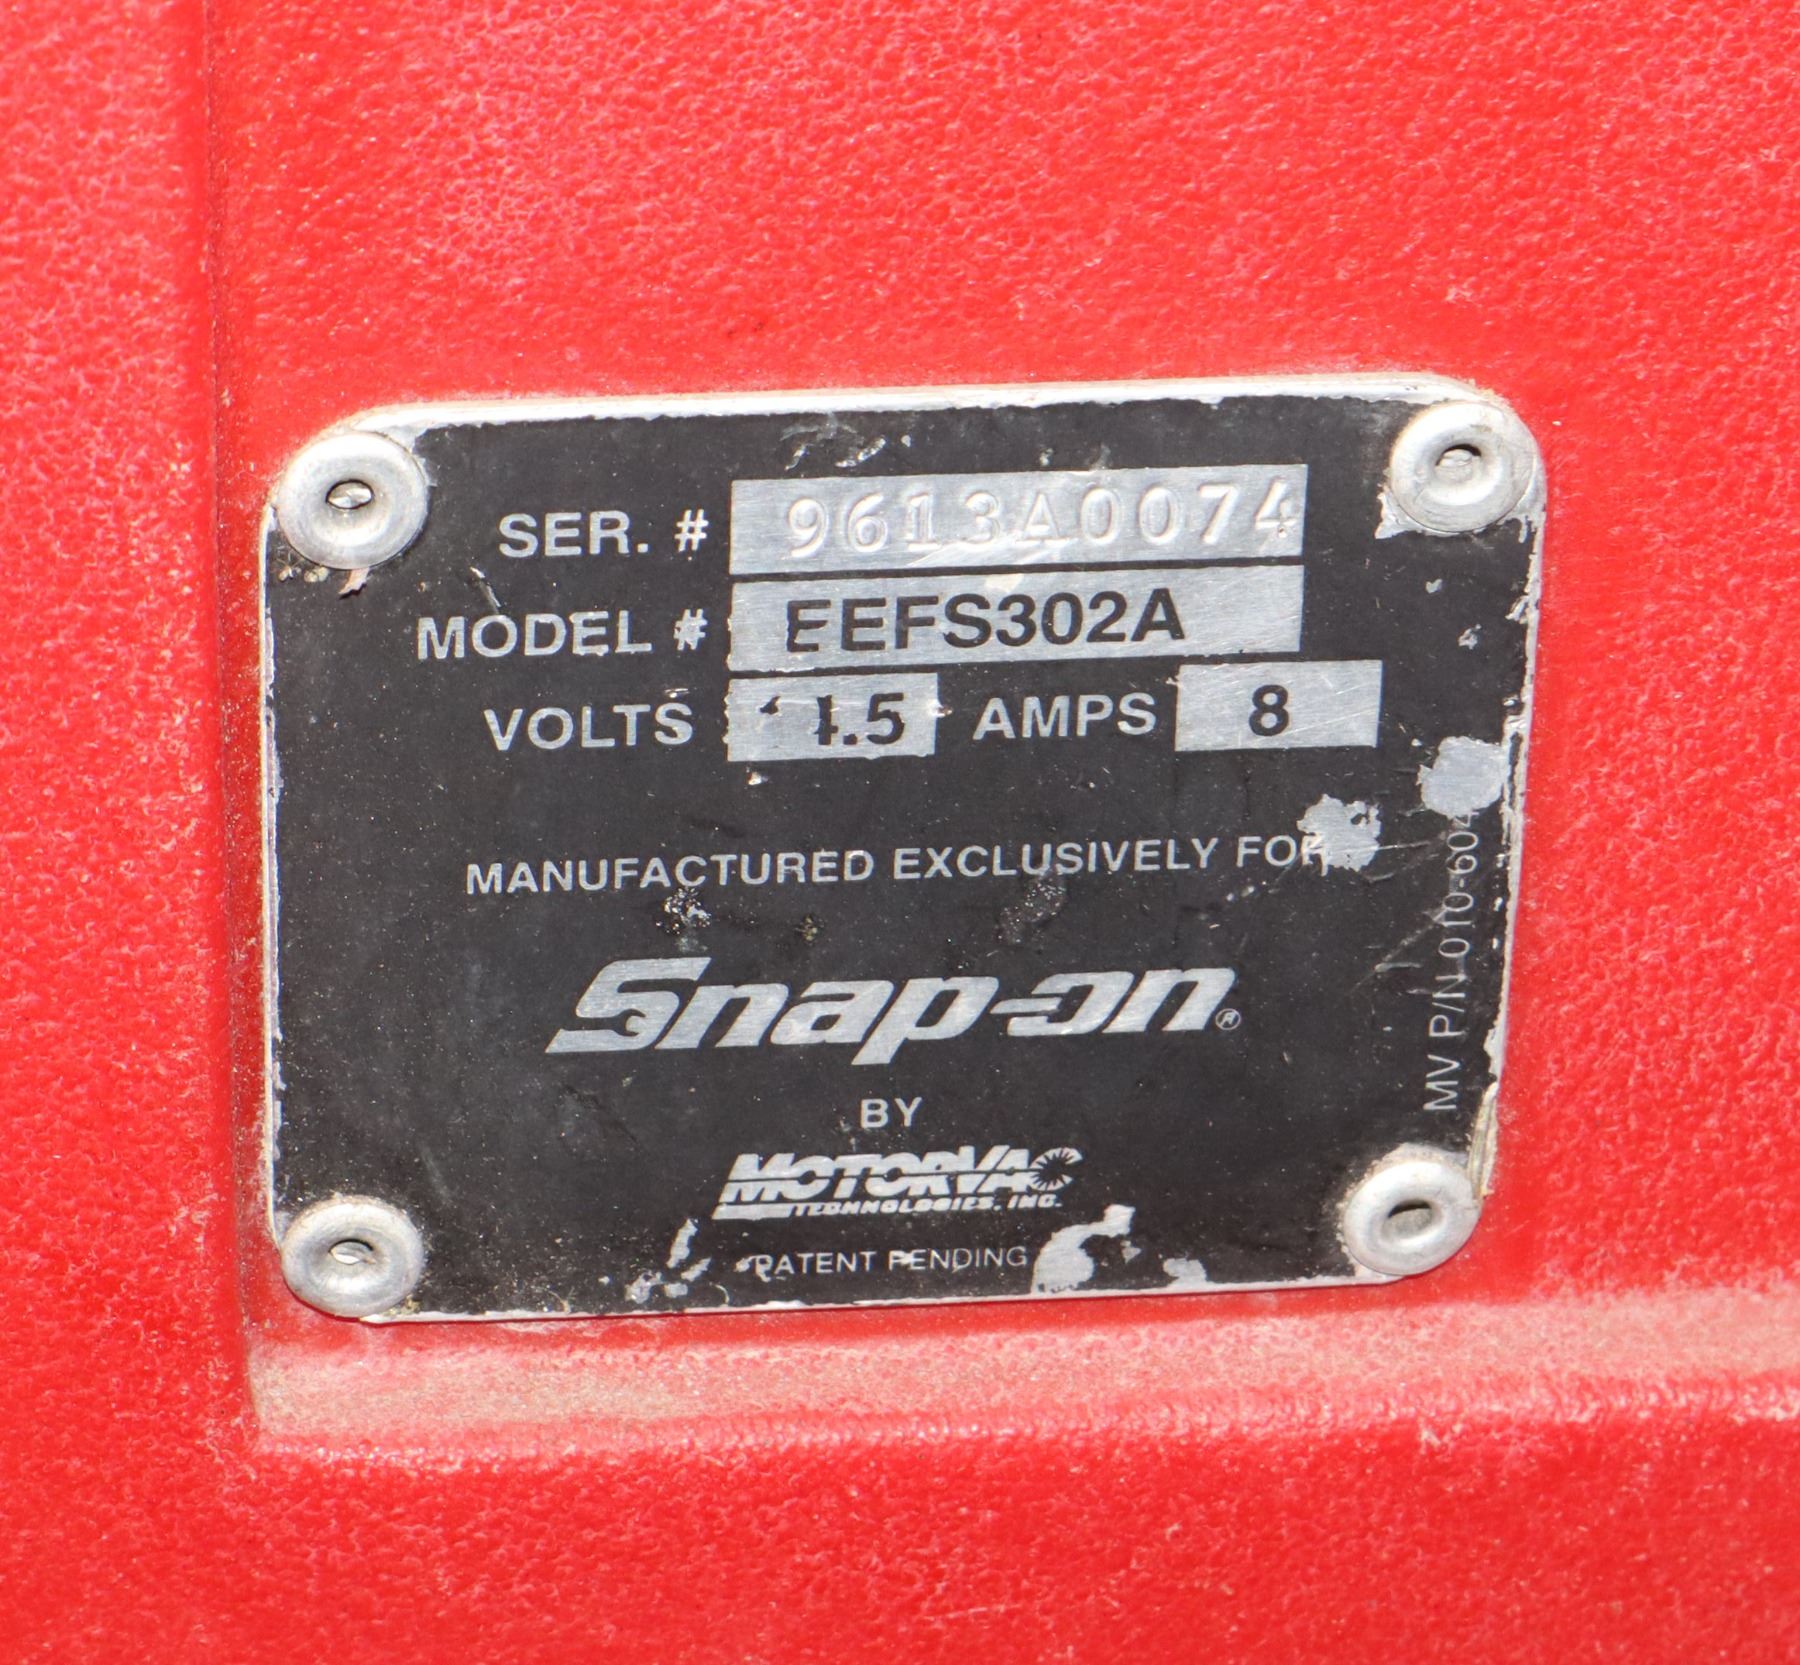 SER. # 9613A0074
MODEL # EEFS302A
VOLTS AMPS 8
MANUFACTURED EXCLUSIVELY FOR
Snap-on®
BY
MOTORVAC
TECHNOLOGIES, INC.
PATENT PENDING
MV P/N 010-604